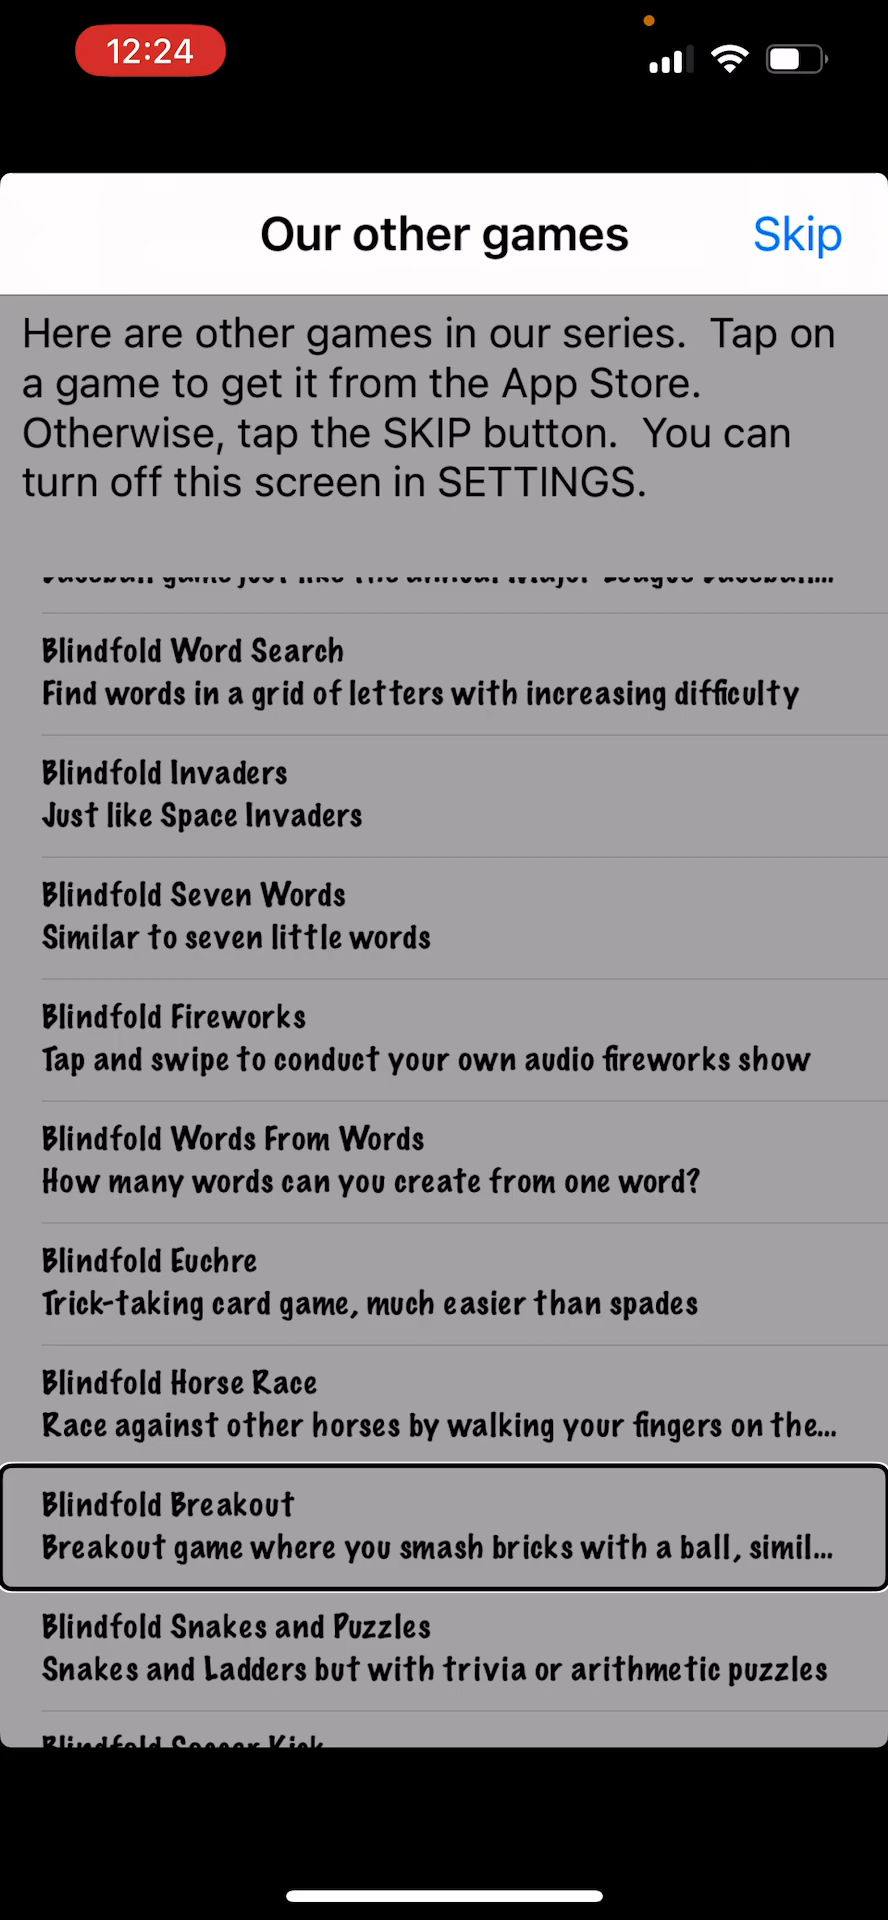 12:24
Our other games
Skip
Here are other games in our series.  Tap on
a game to get it from the App Store.
Otherwise, tap the SKIP button.  You can
turn off this screen in SETTINGS.
Blindfold Word Search
Find words in a grid of letters with increasing difficulty
Blindfold Invaders
Just like Space Invaders
Blindfold Seven Words
Similar to seven little words
Blindfold Fireworks
Tap and swipe to conduct your own audio fireworks show
Blindfold Words From Words
How many words can you create from one word?
Blindfold Euchre
Trick-taking card game, much easier than spades
Blindfold Horse Race
Race against other horses by walking your fingers on the...
Blindfold Breakout
Breakout game where you smash bricks with a ball, simil...
Blindfold Snakes and Puzzles
Snakes and Ladders but with trivia or arithmetic puzzles
Blindfold Soccer Kick